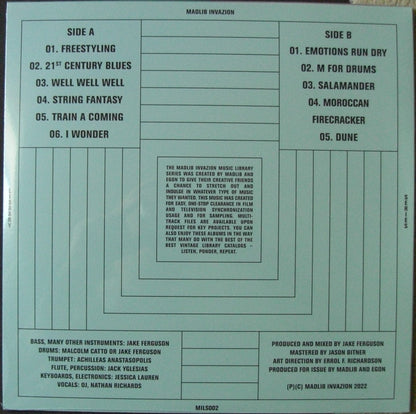 MADLIB INVAZION
SIDE A
01. FREESTYLING
02. 21ST CENTURY BLUES
03. WELL WELL WELL
04. STRING FANTASY
05. TRAIN A COMING
06. I WONDER
SIDE B
01. EMOTIONS RUN DRY
02. M FOR DRUMS
03. SALAMANDER
04. MOROCCAN
FIRECRACKER
05. DUNE
THE MADLIB INVAZION MUSIC LIBRARY
SERIES WAS CREATED BY MADLIB AND
EGON TO GIVE THEIR CREATIVE FRIENDS
A CHANCE TO STRETCH OUT AND
INDULGE IN WHATEVER TYPE OF MUSIC
THEY WANTED. THIS MUSIC WAS CREATED
FOR EASY, ONE-STOP CLEARANCE IN FILM
AND TELEVISION SYNCHRONIZATION
USAGE AND FOR SAMPLING. MULTI-
TRACK FILES ARE AVAILABLE UPON
REQUEST FOR KEY PROJECTS. YOU CAN
ALSO ENJOY THESE ALBUMS IN THE WAY
THAT MANY GO WITH THE BEST OF THE
BEST VINTAGE LIBRARY CATALOGS –
LISTEN, PONDER, REPEAT.
LIBRARY
SERIES
BASS, MANY OTHER INSTRUMENTS: JAKE FERGUSON
DRUMS: MALCOLM CATTO OR JAKE FERGUSON
TRUMPET: ACHILLEAS ANASTASOPOLIS
FLUTE, PERCUSSION: JACK YGLESIAS
KEYBOARDS, ELECTRONICS: JESSICA LAUREN
VOCALS: OJ, NATHAN RICHARDS
PRODUCED AND MIXED BY JAKE FERGUSON
MASTERED BY JASON BITNER
ART DIRECTION BY ERROL F. RICHARDSON
PRODUCED FOR ISSUE BY MADLIB AND EGON
(P)(C) MADLIB INVAZION 2022
MILS002